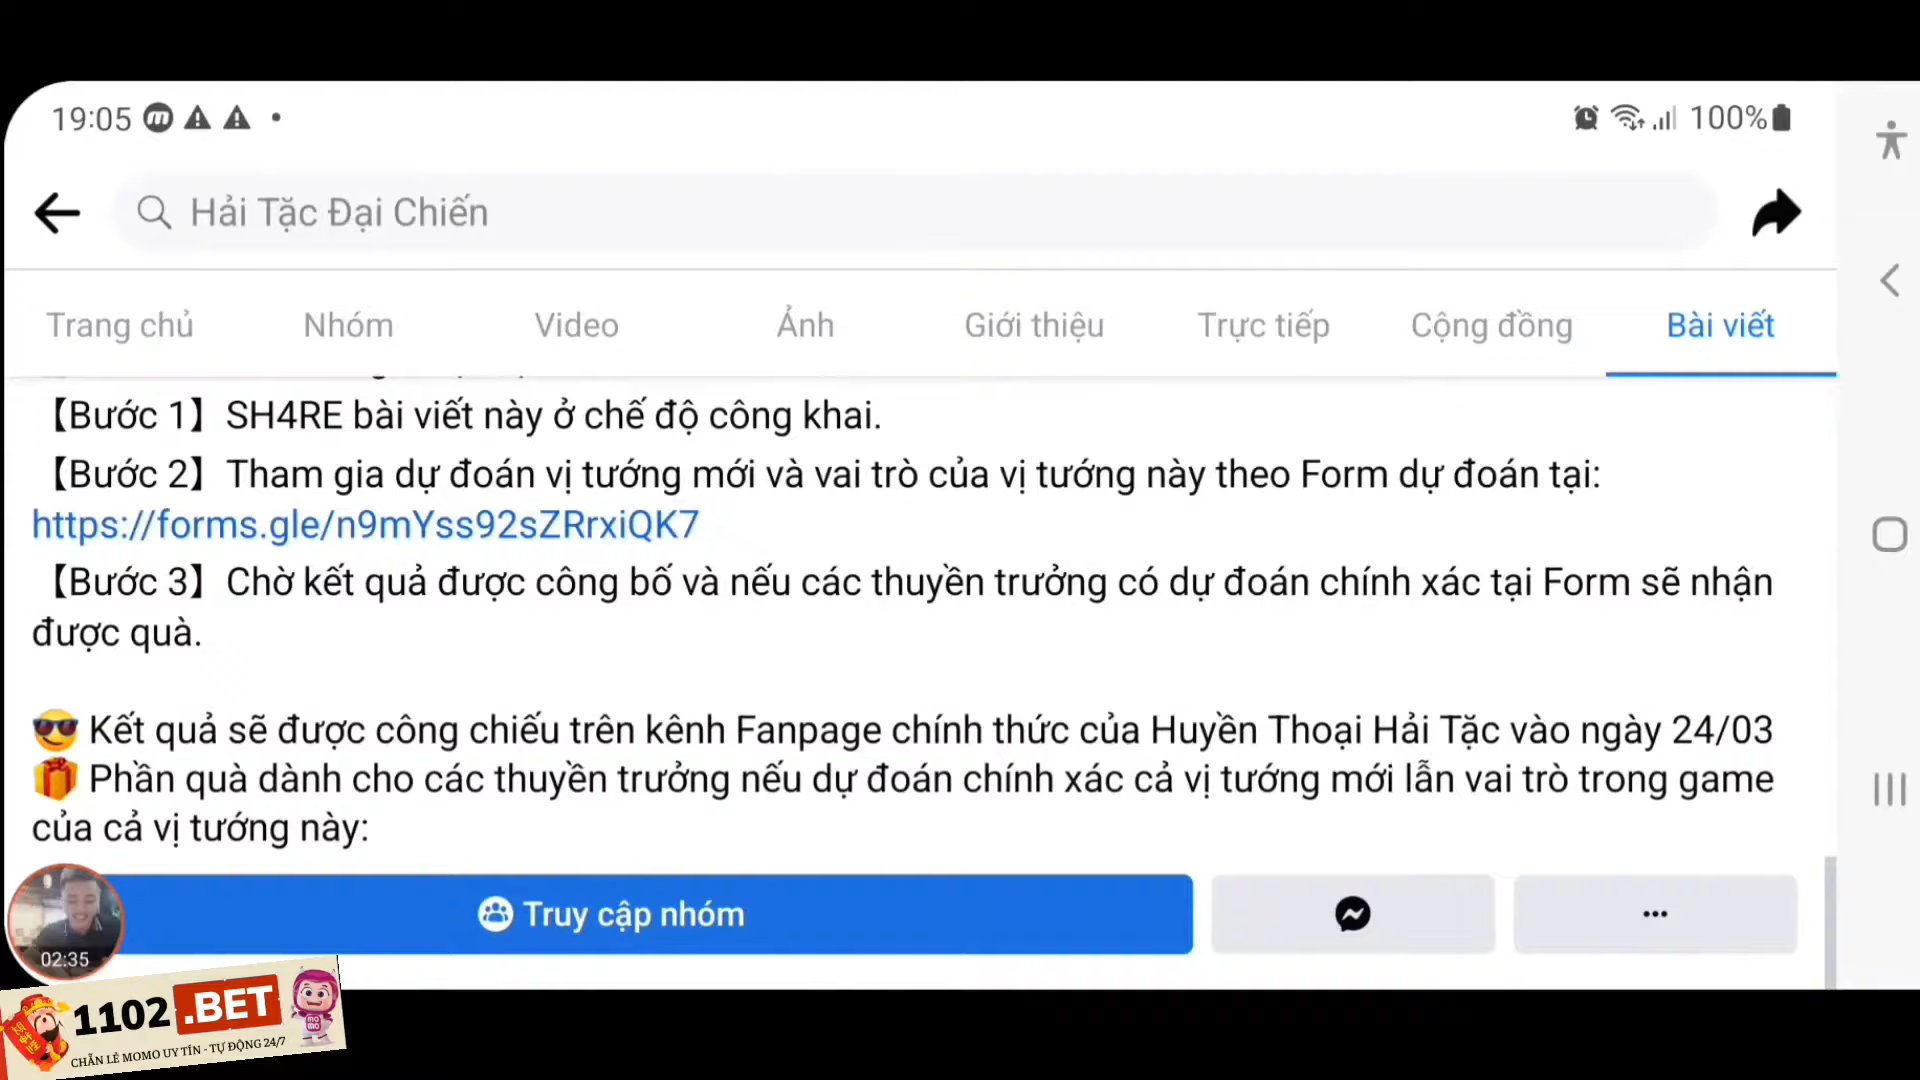 19:05
100%
Hải Tặc Đại Chiến
Trang chủ Nhóm Video Ảnh Giới thiệu Trực tiếp Cộng đồng Bài viết
【Bước 1】SH4RE bài viết này ở chế độ công khai.
【Bước 2】Tham gia dự đoán vị tướng mới và vai trò của vị tướng này theo Form dự đoán tại:
https://forms.gle/n9mYss92sZRrxiQK7
【Bước 3】Chờ kết quả được công bố và nếu các thuyền trưởng có dự đoán chính xác tại Form sẽ nhận
được quà.
😎 Kết quả sẽ được công chiếu trên kênh Fanpage chính thức của Huyền Thoại Hải Tặc vào ngày 24/03
🎁 Phần quà dành cho các thuyền trưởng nếu dự đoán chính xác cả vị tướng mới lẫn vai trò trong game
của cả vị tướng này:
Truy cập nhóm
02:35
1102.BET
momo
CHẴN LẺ MOMO UY TÍN - TỰ ĐỘNG 24/7